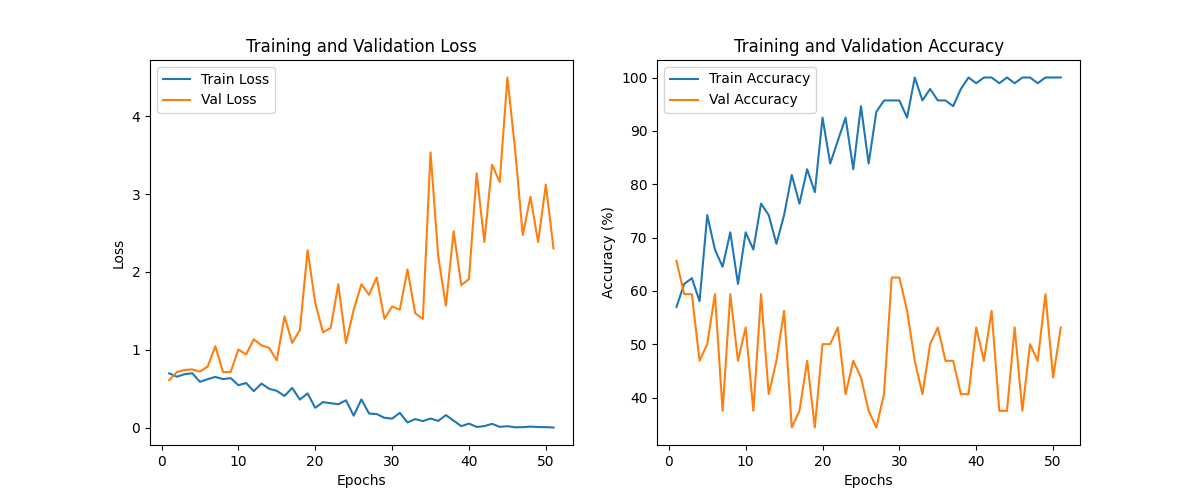 Training and Validation Loss
Train Loss
Val Loss
4
3
2
1
0
Loss
0
10
20
30
40
50
Epochs
Training and Validation Accuracy
Train Accuracy
Val Accuracy
100
90
80
70
60
50
40
Accuracy (%)
0
10
20
30
40
50
Epochs